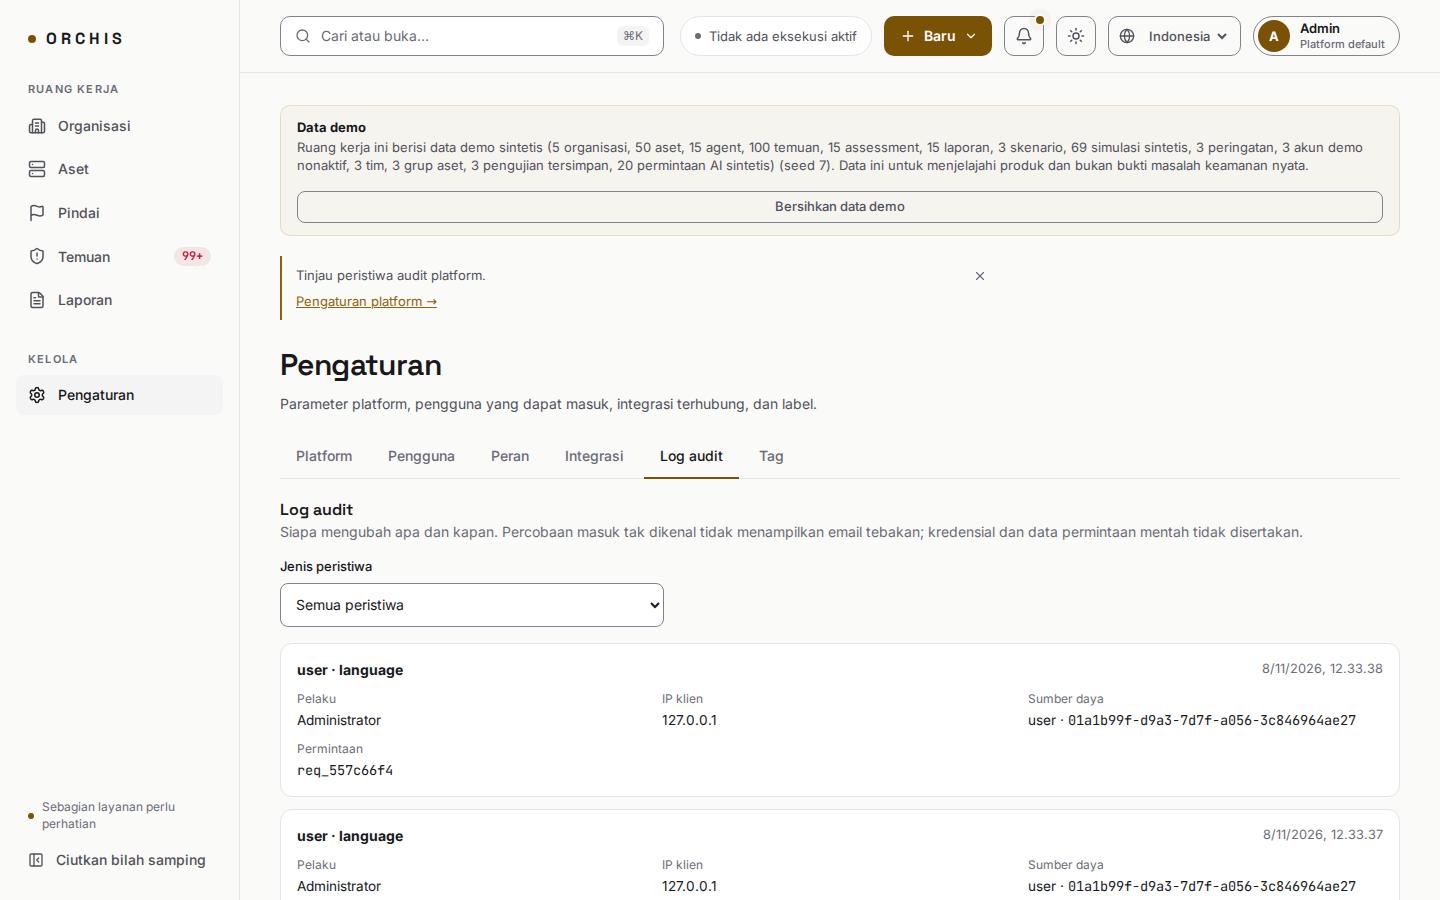 ORCHIS
RUANG KERJA
Organisasi
Aset
Pindai
Temuan
99+
Laporan
KELOLA
Pengaturan
Sebagian layanan perlu
perhatian
Ciutkan bilah samping
Cari atau buka...
⌘K
Tidak ada eksekusi aktif
Baru
Indonesia
A
Admin
Platform default
Data demo
Ruang kerja ini berisi data demo sintetis (5 organisasi, 50 aset, 15 agent, 100 temuan, 15 assessment, 15 laporan, 3 skenario, 69 simulasi sintetis, 3 peringatan, 3 akun demo
nonaktif, 3 tim, 3 grup aset, 3 pengujian tersimpan, 20 permintaan AI sintetis) (seed 7). Data ini untuk menjelajahi produk dan bukan bukti masalah keamanan nyata.
Bersihkan data demo
Tinjau peristiwa audit platform.
Pengaturan platform →
Pengaturan
Parameter platform, pengguna yang dapat masuk, integrasi terhubung, dan label.
Platform
Pengguna
Peran
Integrasi
Log audit
Tag
Log audit
Siapa mengubah apa dan kapan. Percobaan masuk tak dikenal tidak menampilkan email tebakan; kredensial dan data permintaan mentah tidak disertakan.
Jenis peristiwa
Semua peristiwa
user · language
8/11/2026, 12.33.38
Pelaku
IP klien
Sumber daya
Administrator
127.0.0.1
user · 01a1b99f-d9a3-7d7f-a056-3c846964ae27
Permintaan
req_557c66f4
user · language
8/11/2026, 12.33.37
Pelaku
IP klien
Sumber daya
Administrator
127.0.0.1
user · 01a1b99f-d9a3-7d7f-a056-3c846964ae27